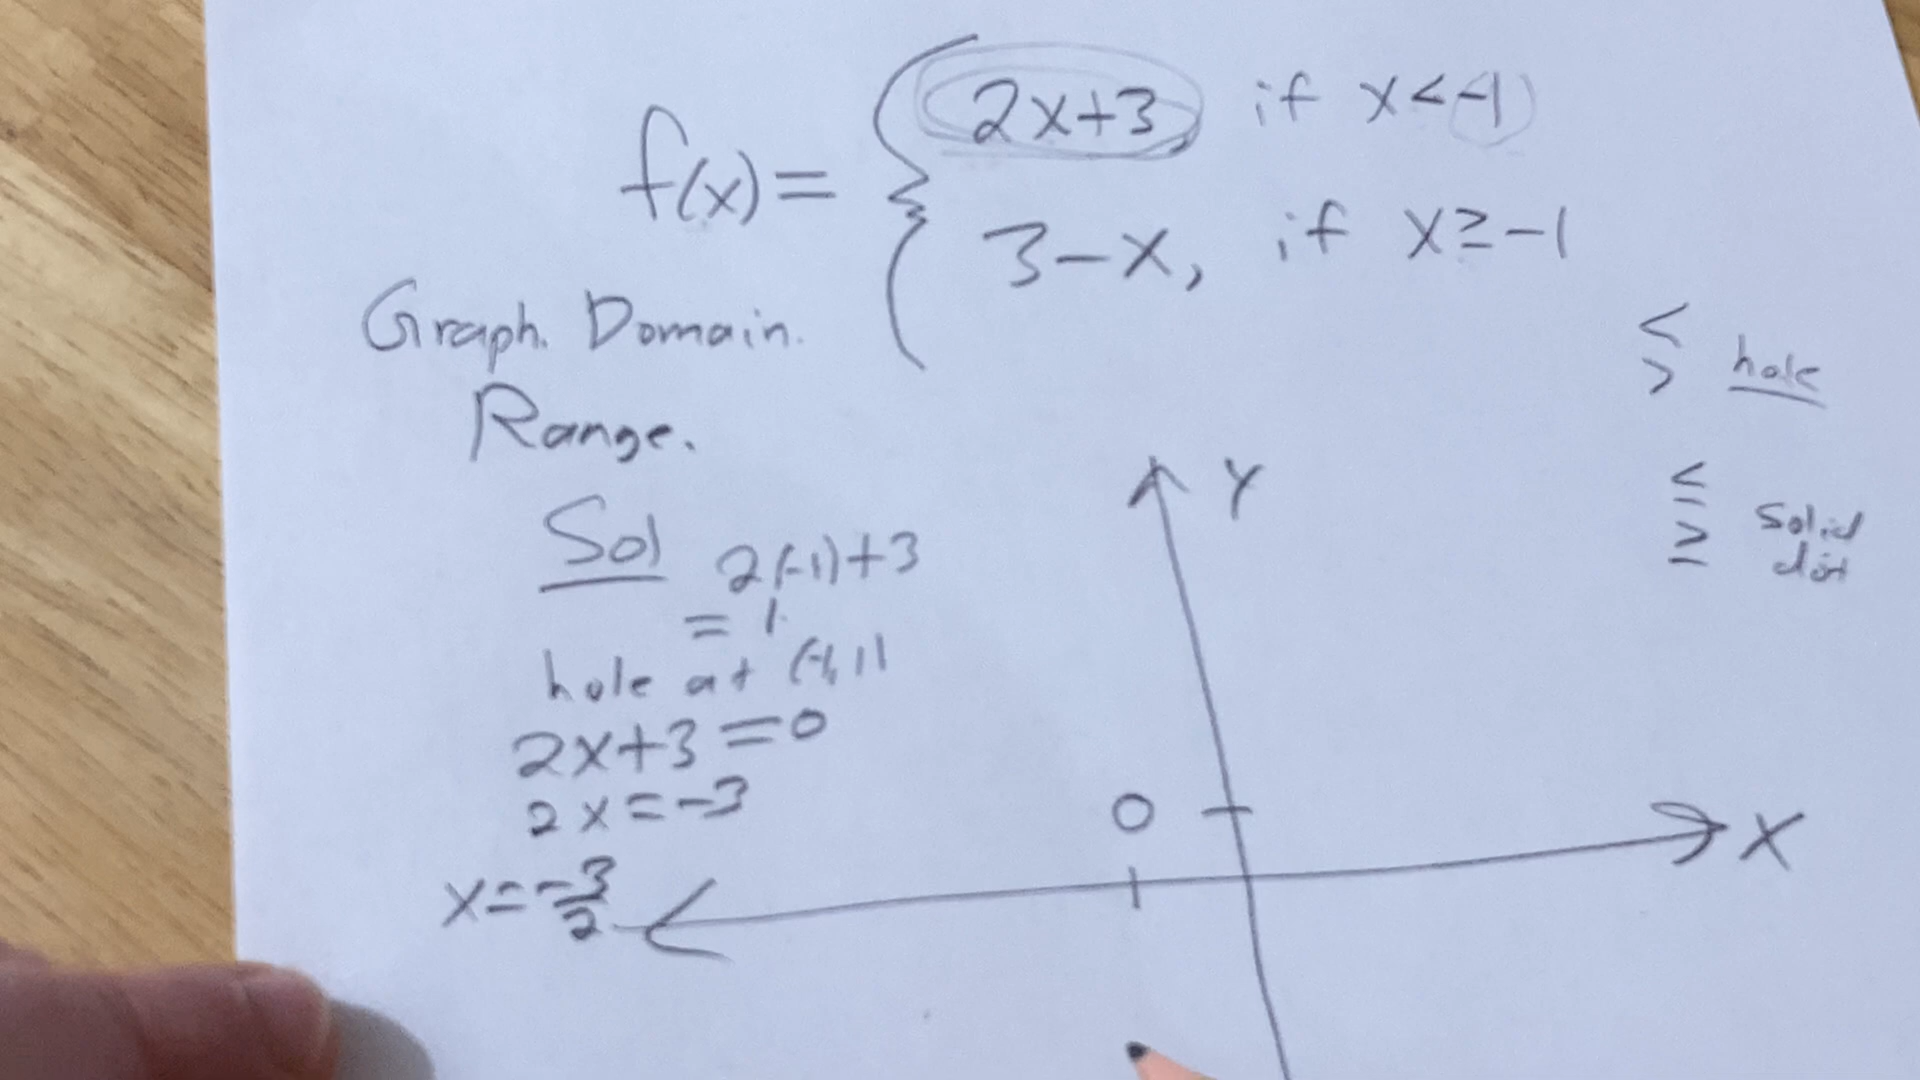 f(x) = { 2x+3, if x < -1
3-x, if x ≥ -1
Graph. Domain.
Range.
<
> hole
≤
≥ solid dot
Sol
2(-1)+3
= 1.
hole at (-1, 1)
2x+3=0
2x=-3
x=-3/2
Y
X